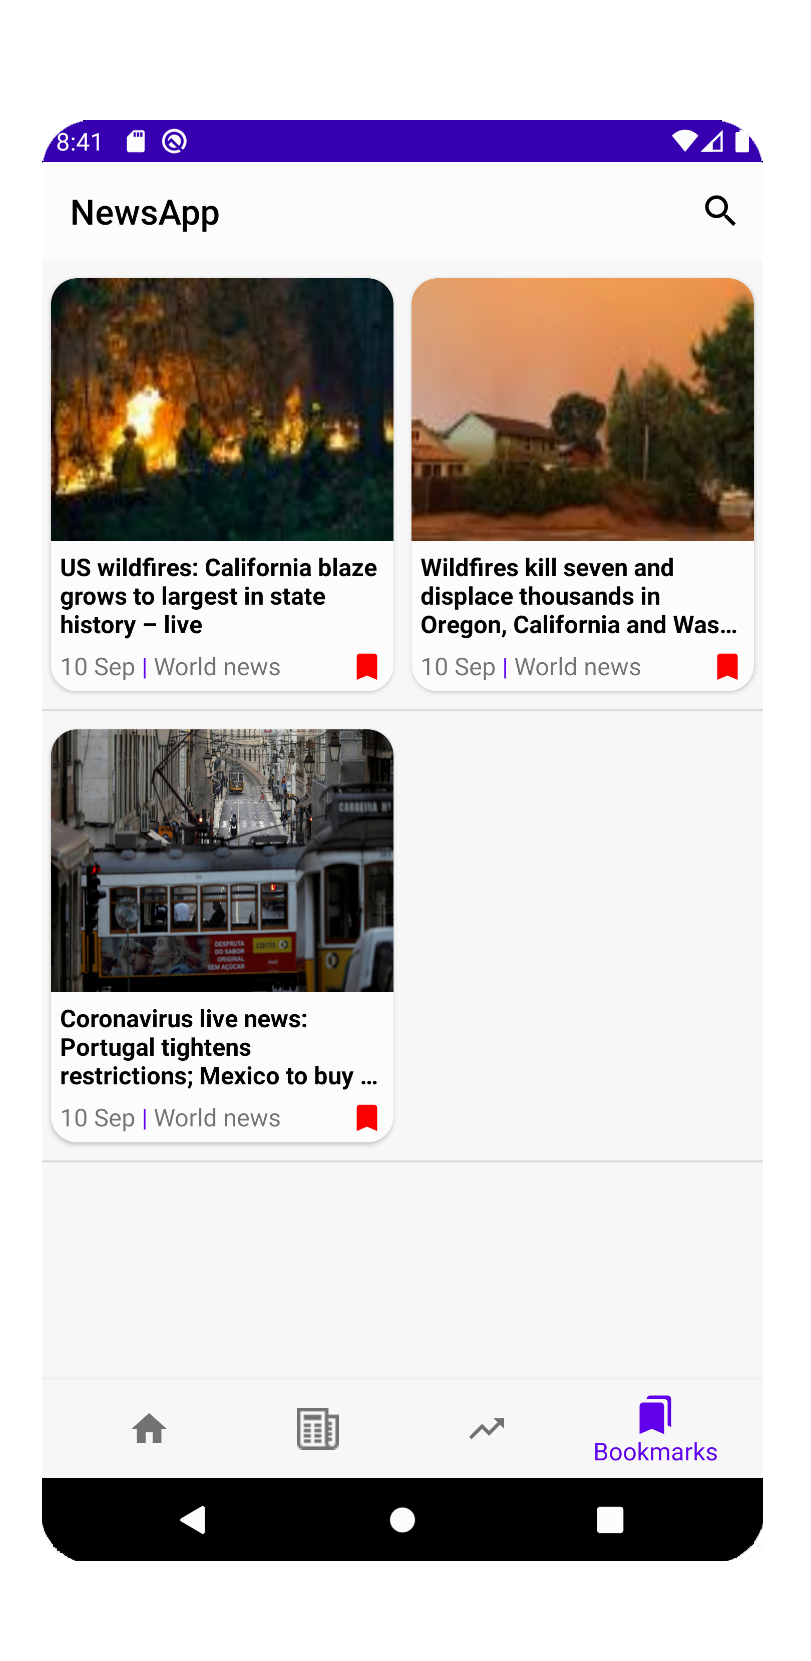 8:41
NewsApp
US wildfires: California blaze
grows to largest in state
history – live
10 Sep | World news
Wildfires kill seven and
displace thousands in
Oregon, California and Was...
10 Sep | World news
CARREIRA
DESFRUTA
DO SABOR
ORIGINAL
SEM AÇÚCAR
carris
Coronavirus live news:
Portugal tightens
restrictions; Mexico to buy ...
10 Sep | World news
Bookmarks